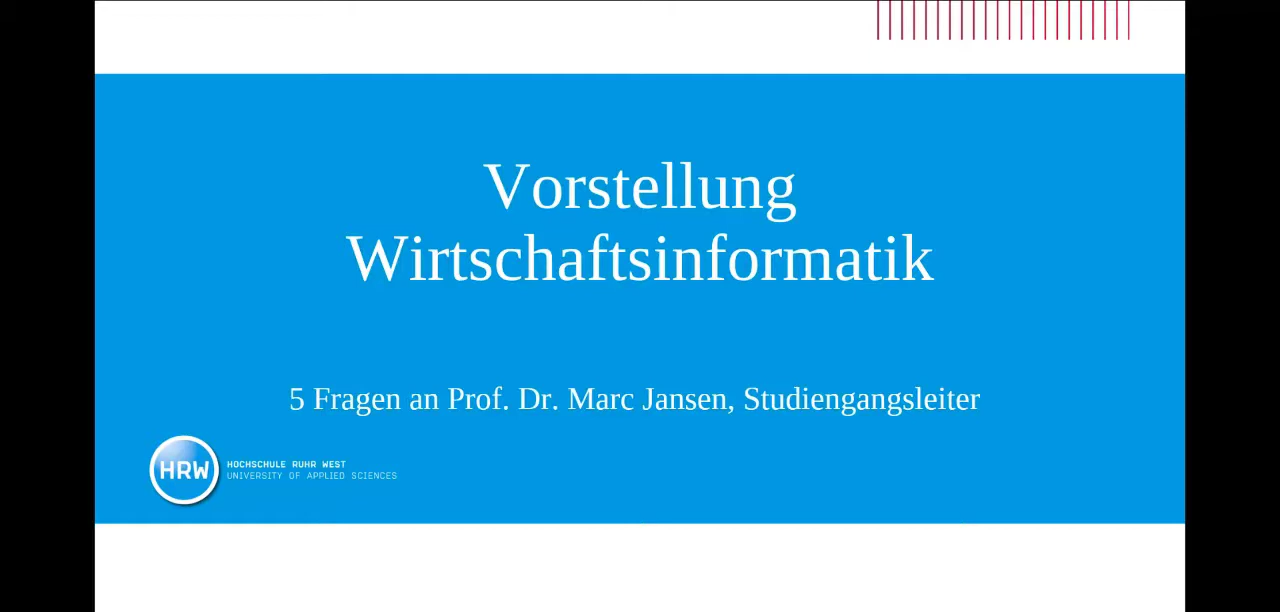 Vorstellung
Wirtschaftsinformatik
5 Fragen an Prof. Dr. Marc Jansen, Studiengangsleiter
HRW
HOCHSCHULE RUHR WEST
UNIVERSITY OF APPLIED SCIENCES